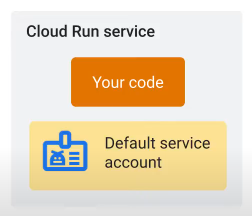 Cloud Run service
Your code
Default service
account